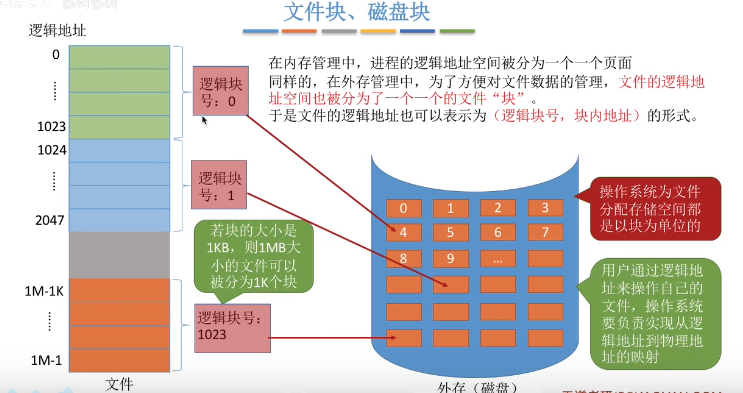 文件块、磁盘块
逻辑地址
0
......
1023
1024
......
2047
1M-1K
......
1M-1
文件
逻辑块
号：0
逻辑块
号：1
若块的大小是
1KB，则1MB大
小的文件可以
被分为1K个块
逻辑块号：
1023
在内存管理中，进程的逻辑地址空间被分为一个一个页面
同样的，在外存管理中，为了方便对文件数据的管理，文件的逻辑地
址空间也被分为了一个一个的文件“块”。
于是文件的逻辑地址也可以表示为（逻辑块号，块内地址）的形式。
0 1 2 3
4 5 6 7
8 9 ...
外存（磁盘）
操作系统为文件
分配存储空间都
是以块为单位的
用户通过逻辑地
址来操作自己的
文件，操作系统
要负责实现从逻
辑地址到物理地
址的映射